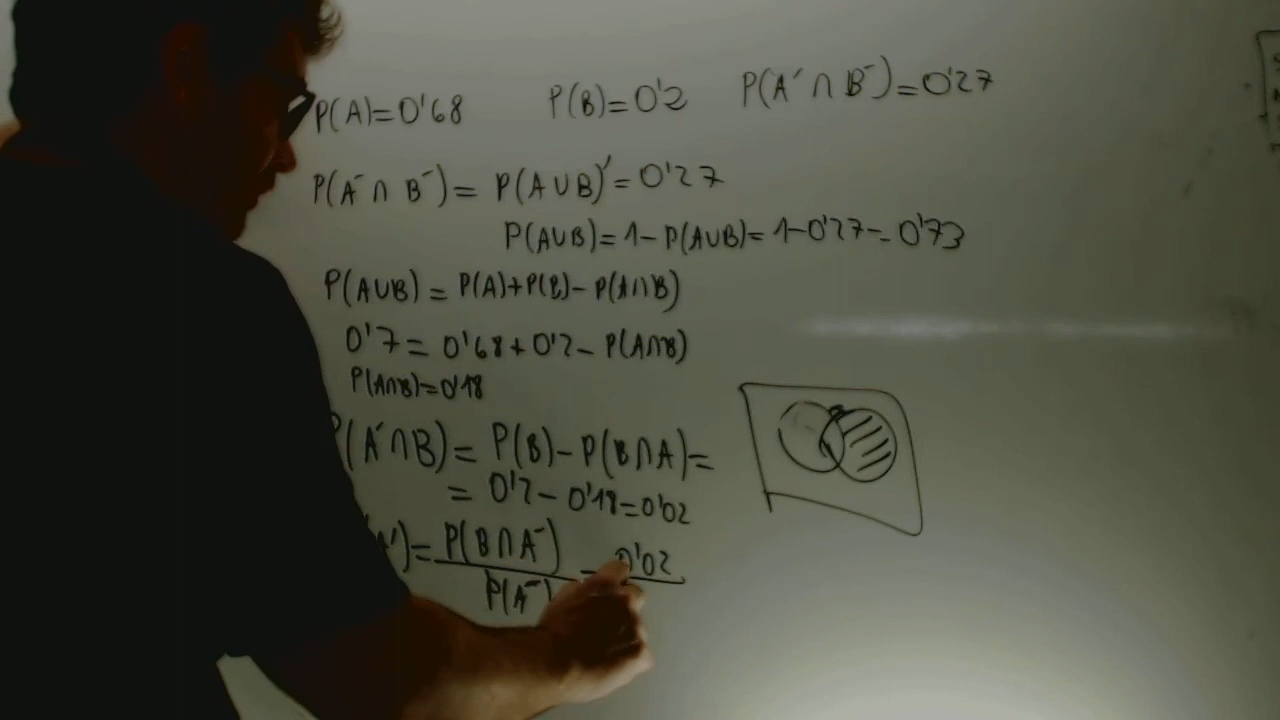 P(A)=0'68 P(B)=0'2 P(A' ∩ B')=0'27
P(A' ∩ B')= P(A∪B)'=0'27
P(A∪B)=1-P(A∪B)=1-0'27=0'73
P(A∪B)=P(A)+P(B)-P(A∩B)
0'7=0'68+0'2-P(A∩B)
P(A∩B)=0'18
P(A'∩B)=P(B)-P(B∩A)=
=0'2-0'18=0'02
A')=P(B∩A')/P(A') = 0'02